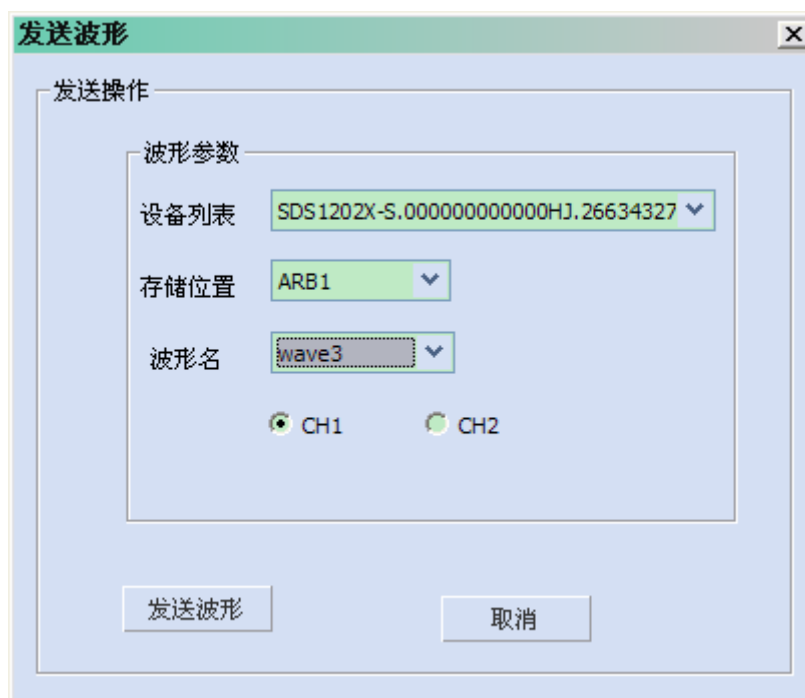 发送波形
发送操作
波形参数
设备列表 SDS1202X-S.000000000000HJ.26634327
存储位置 ARB1
波形名 wave3
CH1 CH2
发送波形 取消